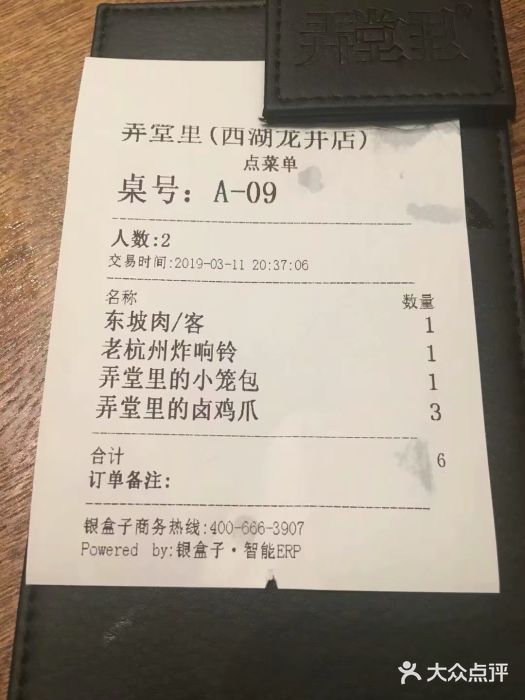 弄堂里
弄堂里(西湖龙井店)
点菜单
桌号: A-09
人数:2
交易时间:2019-03-11 20:37:06
名称 数量
东坡肉/客 1
老杭州炸响铃 1
弄堂里的小笼包 1
弄堂里的卤鸡爪 3
合计 6
订单备注:
银盒子商务热线:400-666-3907
Powered by:银盒子·智能ERP
大众点评